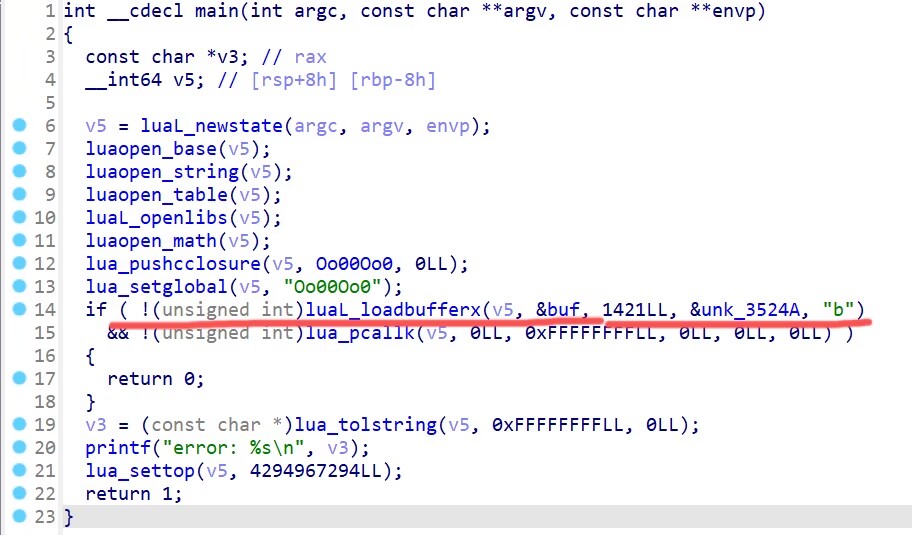 1 int __cdecl main(int argc, const char **argv, const char **envp)
2 {
3   const char *v3; // rax
4   __int64 v5; // [rsp+8h] [rbp-8h]
5
6   v5 = luaL_newstate(argc, argv, envp);
7   luaopen_base(v5);
8   luaopen_string(v5);
9   luaopen_table(v5);
10   luaL_openlibs(v5);
11   luaopen_math(v5);
12   lua_pushcclosure(v5, Oo00Oo0, 0LL);
13   lua_setglobal(v5, "Oo00Oo0");
14   if ( !(unsigned int)luaL_loadbufferx(v5, &buf, 1421LL, &unk_3524A, "b")
15     && !(unsigned int)lua_pcallk(v5, 0LL, 0xFFFFFFFFLL, 0LL, 0LL, 0LL) )
16   {
17     return 0;
18   }
19   v3 = (const char *)lua_tolstring(v5, 0xFFFFFFFFLL, 0LL);
20   printf("error: %s\n", v3);
21   lua_settop(v5, 4294967294LL);
22   return 1;
23 }